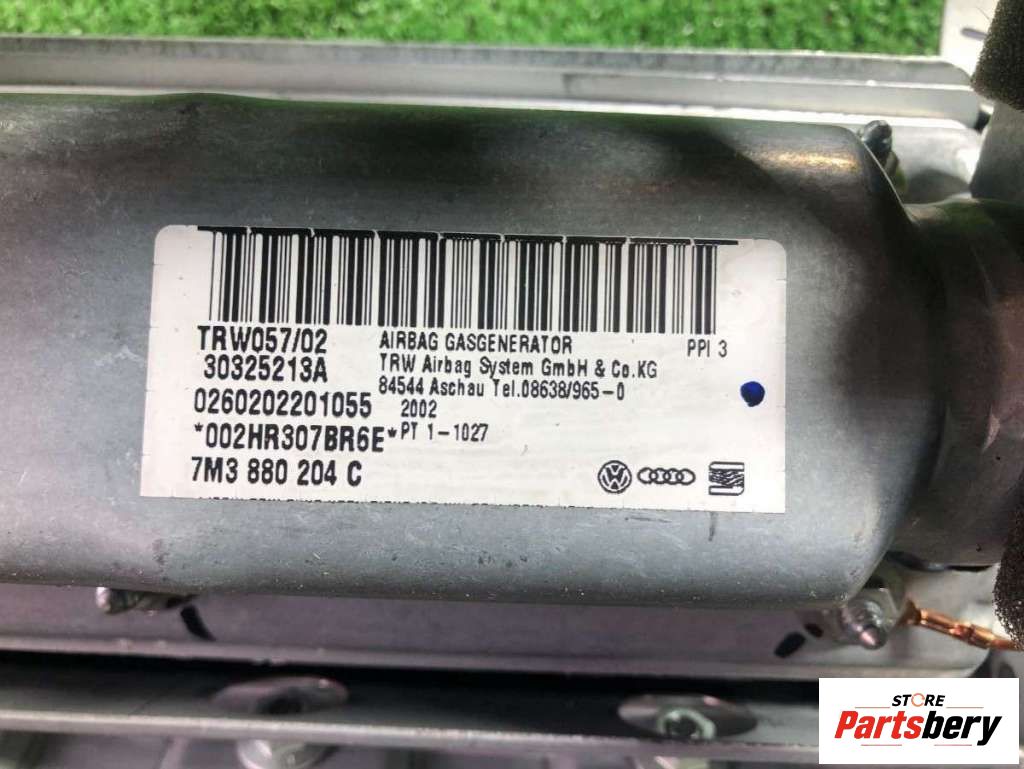 TRW057/02
30325213A
0260202201055
*002HR307BR6E*
7M3 880 204 C
AIRBAG GASGENERATOR
PPI 3
TRW Airbag System GmbH & Co.KG
84544 Aschau Tel.08638/965-0
2002
PT 1-1027
STORE
Partsbery